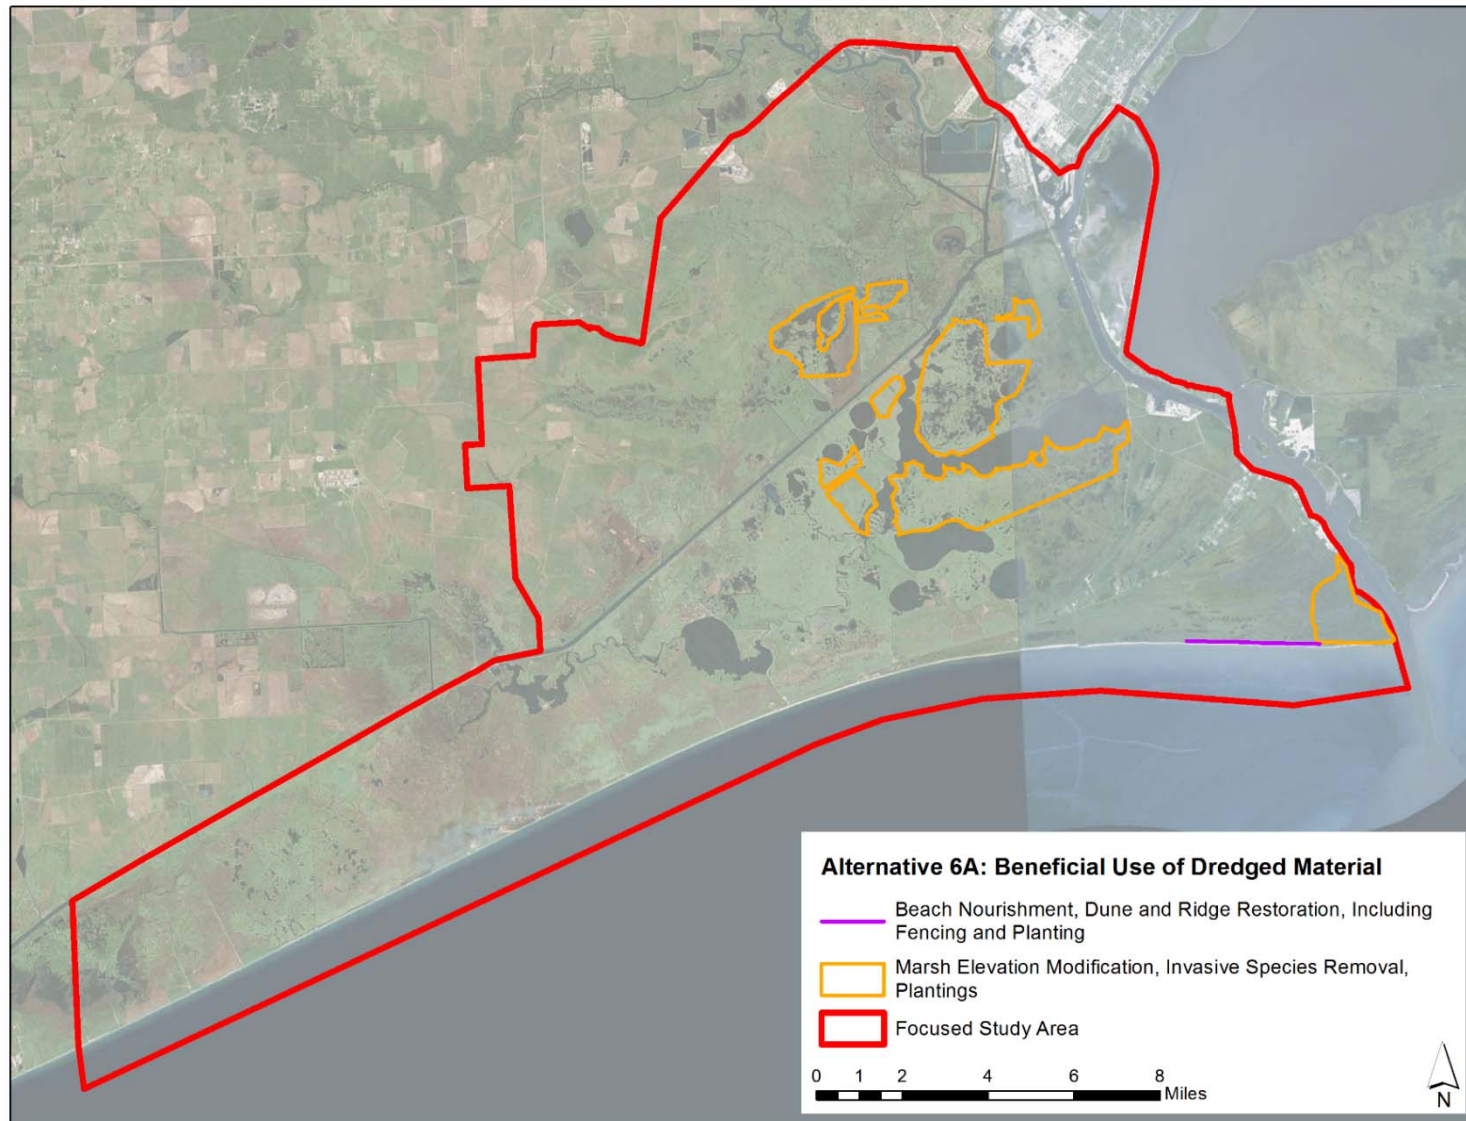 Alternative 6A: Beneficial Use of Dredged Material
Beach Nourishment, Dune and Ridge Restoration, Including
Fencing and Planting
Marsh Elevation Modification, Invasive Species Removal,
Plantings
Focused Study Area
0 1 2 4 6 8
Miles
N